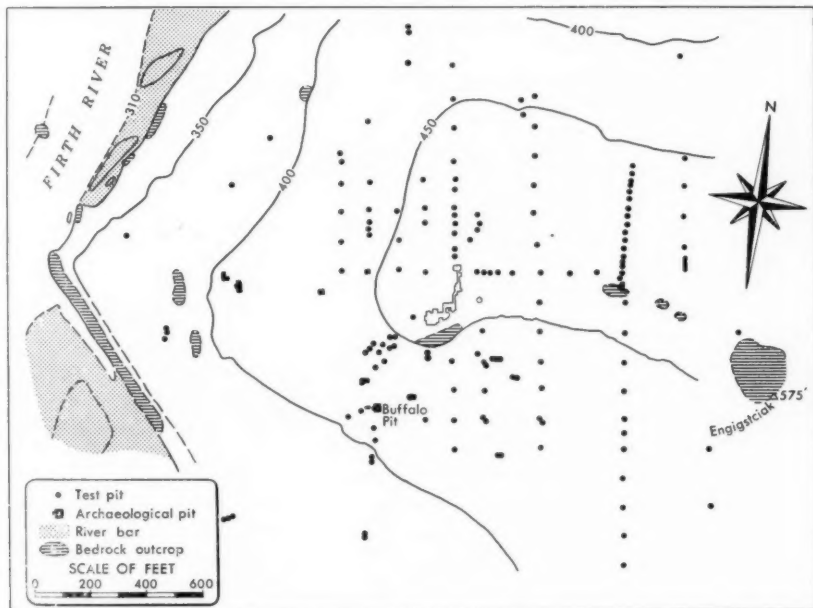 400
FIRTH RIVER
310
350
400
450
N
Buffalo
Pit
575'
Engigstciak
Test pit
Archaeological pit
River bar
Bedrock outcrop
SCALE OF FEET
0 200 400 600